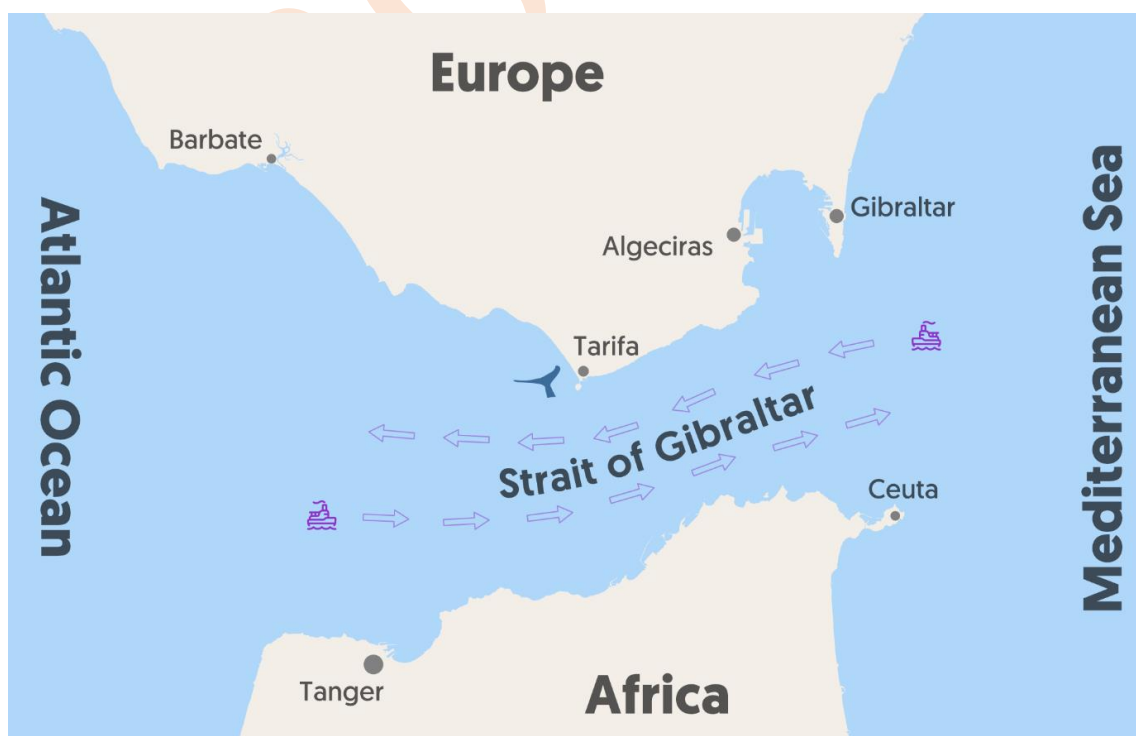 Europe
Barbate
Gibraltar
Algeciras
Atlantic Ocean
Mediterranean Sea
Tarifa
Strait of Gibraltar
Ceuta
Tanger
Africa